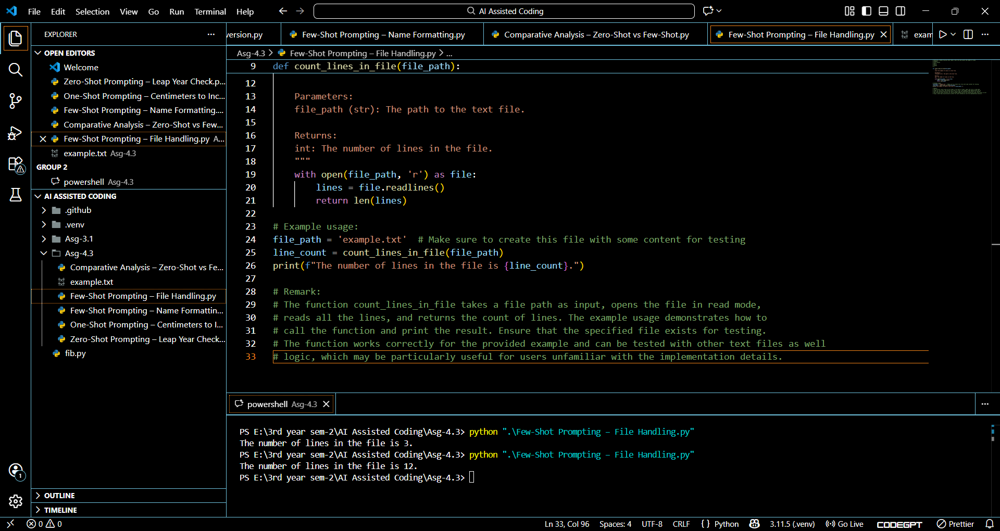 File Edit Selection View Go Run Terminal Help AI Assisted Coding
EXPLORER
OPEN EDITORS
Welcome
Zero-Shot Prompting – Leap Year Check.p...
One-Shot Prompting – Centimeters to Inc...
Few-Shot Prompting – Name Formatting....
Comparative Analysis – Zero-Shot vs Few...
Few-Shot Prompting – File Handling.py A...
example.txt Asg-4.3
GROUP 2
powershell Asg-4.3
AI ASSISTED CODING
.github
.venv
Asg-3.1
Asg-4.3
Comparative Analysis – Zero-Shot vs Fe...
example.txt
Few-Shot Prompting – File Handling.py
Few-Shot Prompting – Name Formattin...
One-Shot Prompting – Centimeters to I...
Zero-Shot Prompting – Leap Year Check...
fib.py
OUTLINE
TIMELINE
version.py Few-Shot Prompting – Name Formatting.py Comparative Analysis – Zero-Shot vs Few-Shot.py Few-Shot Prompting – File Handling.py exam
Asg-4.3 > Few-Shot Prompting – File Handling.py > ...
9 def count_lines_in_file(file_path):
12
13 Parameters:
14 file_path (str): The path to the text file.
15
16 Returns:
17 int: The number of lines in the file.
18 """
19 with open(file_path, 'r') as file:
20 lines = file.readlines()
21 return len(lines)
22
23 # Example usage:
24 file_path = 'example.txt' # Make sure to create this file with some content for testing
25 line_count = count_lines_in_file(file_path)
26 print(f"The number of lines in the file is {line_count}.")
27
28 # Remark:
29 # The function count_lines_in_file takes a file path as input, opens the file in read mode,
30 # reads all the lines, and returns the count of lines. The example usage demonstrates how to
31 # call the function and print the result. Ensure that the specified file exists for testing.
32 # The function works correctly for the provided example and can be tested with other text files as well
33 # logic, which may be particularly useful for users unfamiliar with the implementation details.
powershell Asg-4.3
PS E:\3rd year sem-2\AI Assisted Coding\Asg-4.3> python ".\Few-Shot Prompting – File Handling.py"
The number of lines in the file is 3.
PS E:\3rd year sem-2\AI Assisted Coding\Asg-4.3> python ".\Few-Shot Prompting – File Handling.py"
The number of lines in the file is 12.
PS E:\3rd year sem-2\AI Assisted Coding\Asg-4.3>
1
0 0 Ln 33, Col 96 Spaces: 4 UTF-8 CRLF {} Python 3.11.5 (.venv) Go Live CODEGPT Prettier